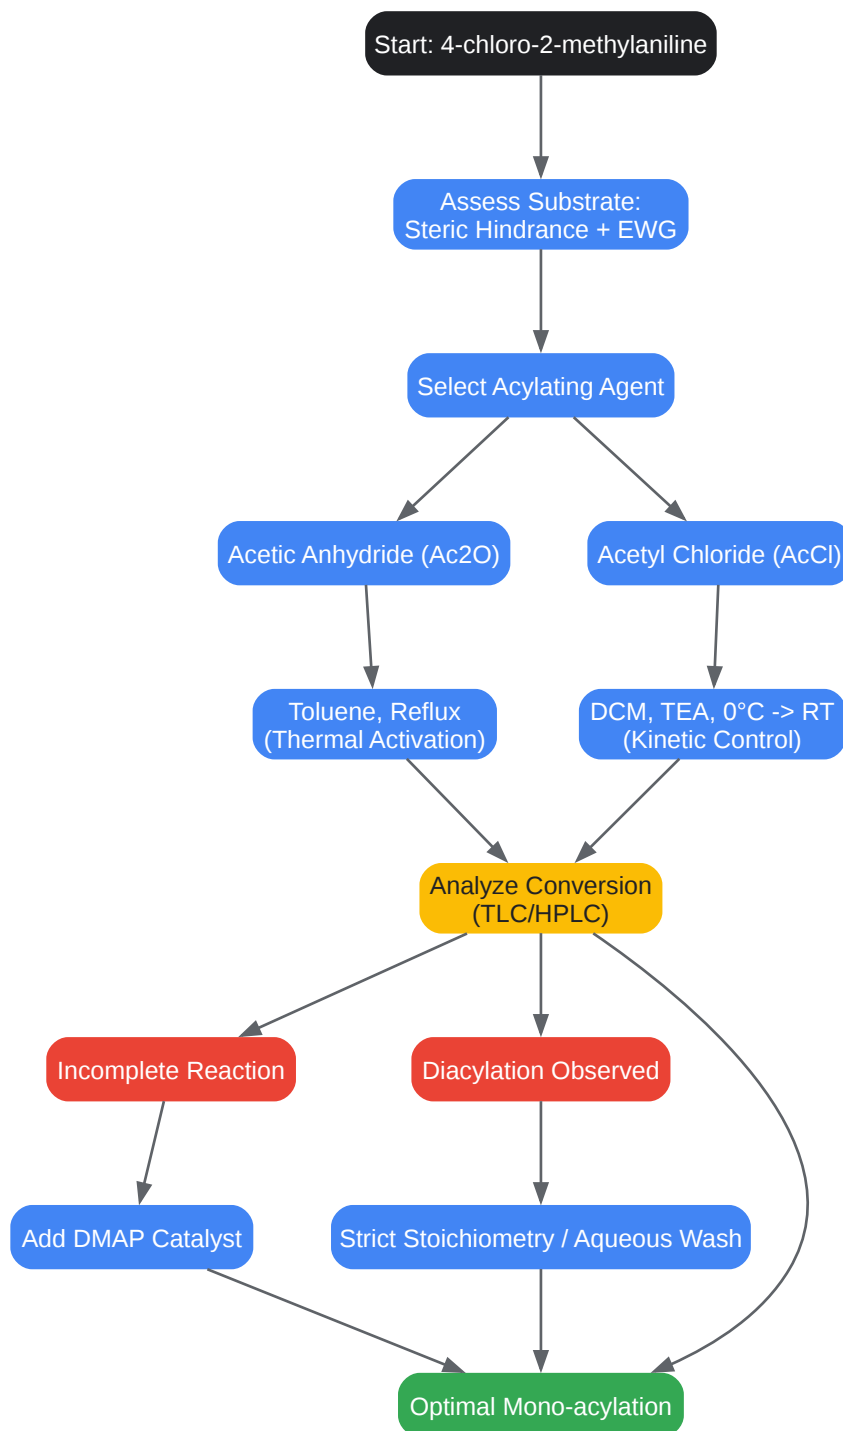 Start: 4-chloro-2-methylaniline
Assess Substrate:
Steric Hindrance + EWG
Select Acylating Agent
Acetic Anhydride (Ac2O)
Acetyl Chloride (AcCl)
Toluene, Reflux
(Thermal Activation)
DCM, TEA, 0°C -> RT
(Kinetic Control)
Analyze Conversion
(TLC/HPLC)
Incomplete Reaction
Diacylation Observed
Add DMAP Catalyst
Strict Stoichiometry / Aqueous Wash
Optimal Mono-acylation